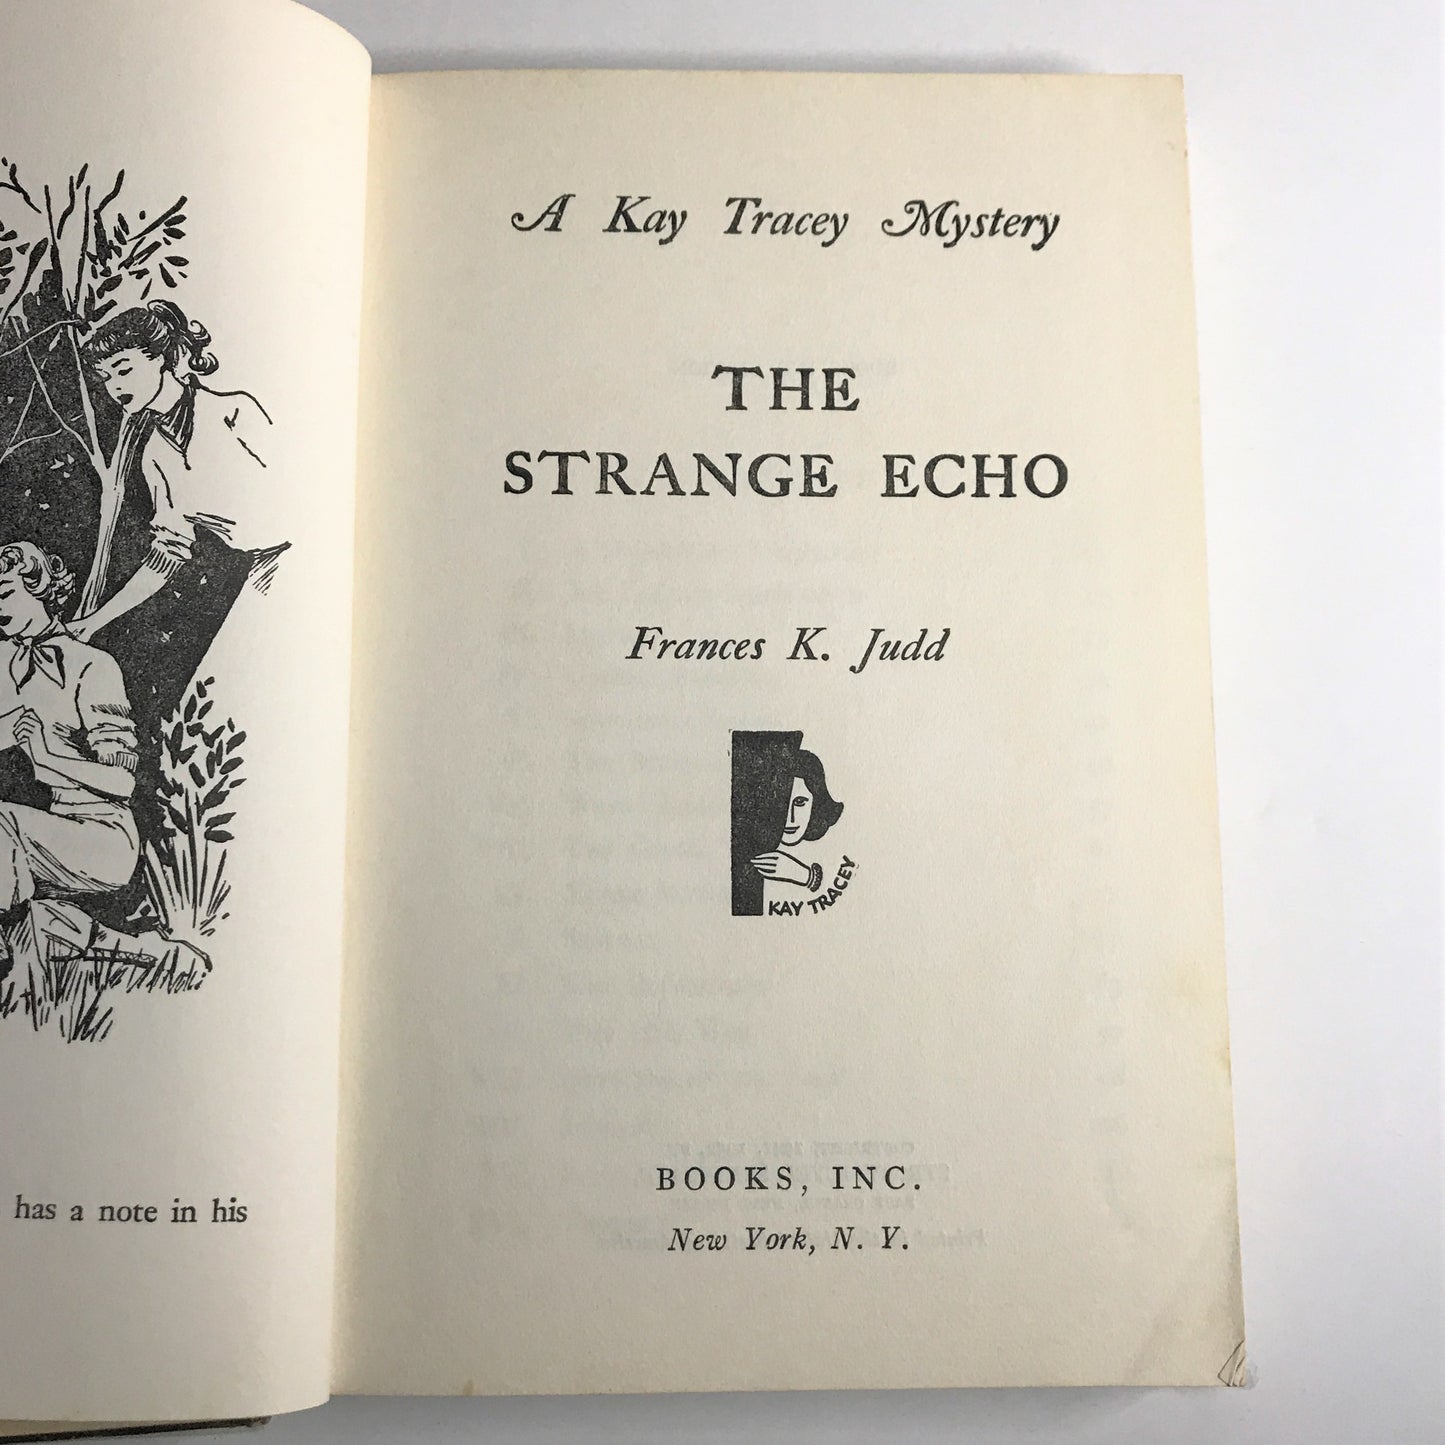 has a note in his
A Kay Tracey Mystery
THE
STRANGE ECHO
Frances K. Judd
KAY TRACEY
BOOKS, INC.
New York, N. Y.